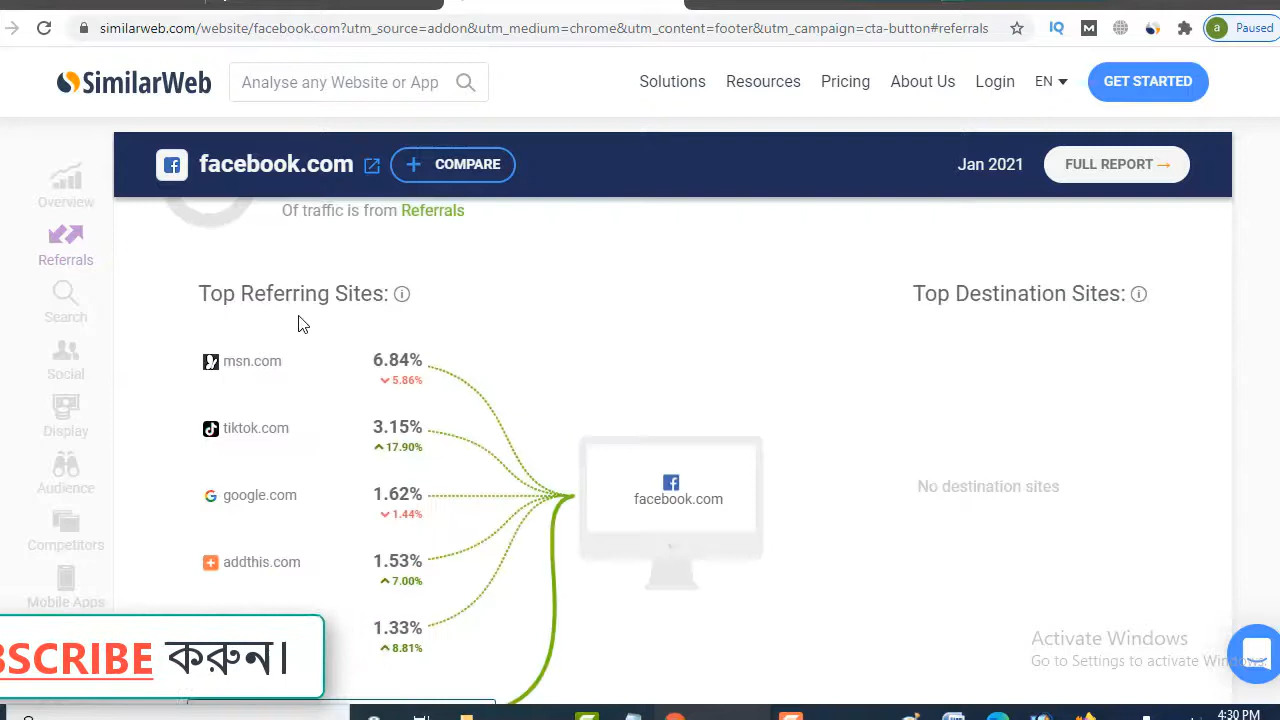 similarweb.com/website/facebook.com?utm_source=addon&utm_medium=chrome&utm_content=footer&utm_campaign=cta-button#referrals
a Paused
SimilarWeb
Analyse any Website or App
Solutions Resources Pricing About Us Login EN GET STARTED
facebook.com + COMPARE Jan 2021 FULL REPORT →
Of traffic is from Referrals
Overview
Referrals
Search
Social
Display
Audience
Competitors
Mobile Apps
Top Referring Sites:
Top Destination Sites:
msn.com 6.84%
5.86%
tiktok.com 3.15%
17.90%
google.com 1.62%
1.44%
addthis.com 1.53%
7.00%
1.33%
8.81%
facebook.com
No destination sites
BSCRIBE করুন।
Activate Windows
Go to Settings to activate Windows.
4:30 PM